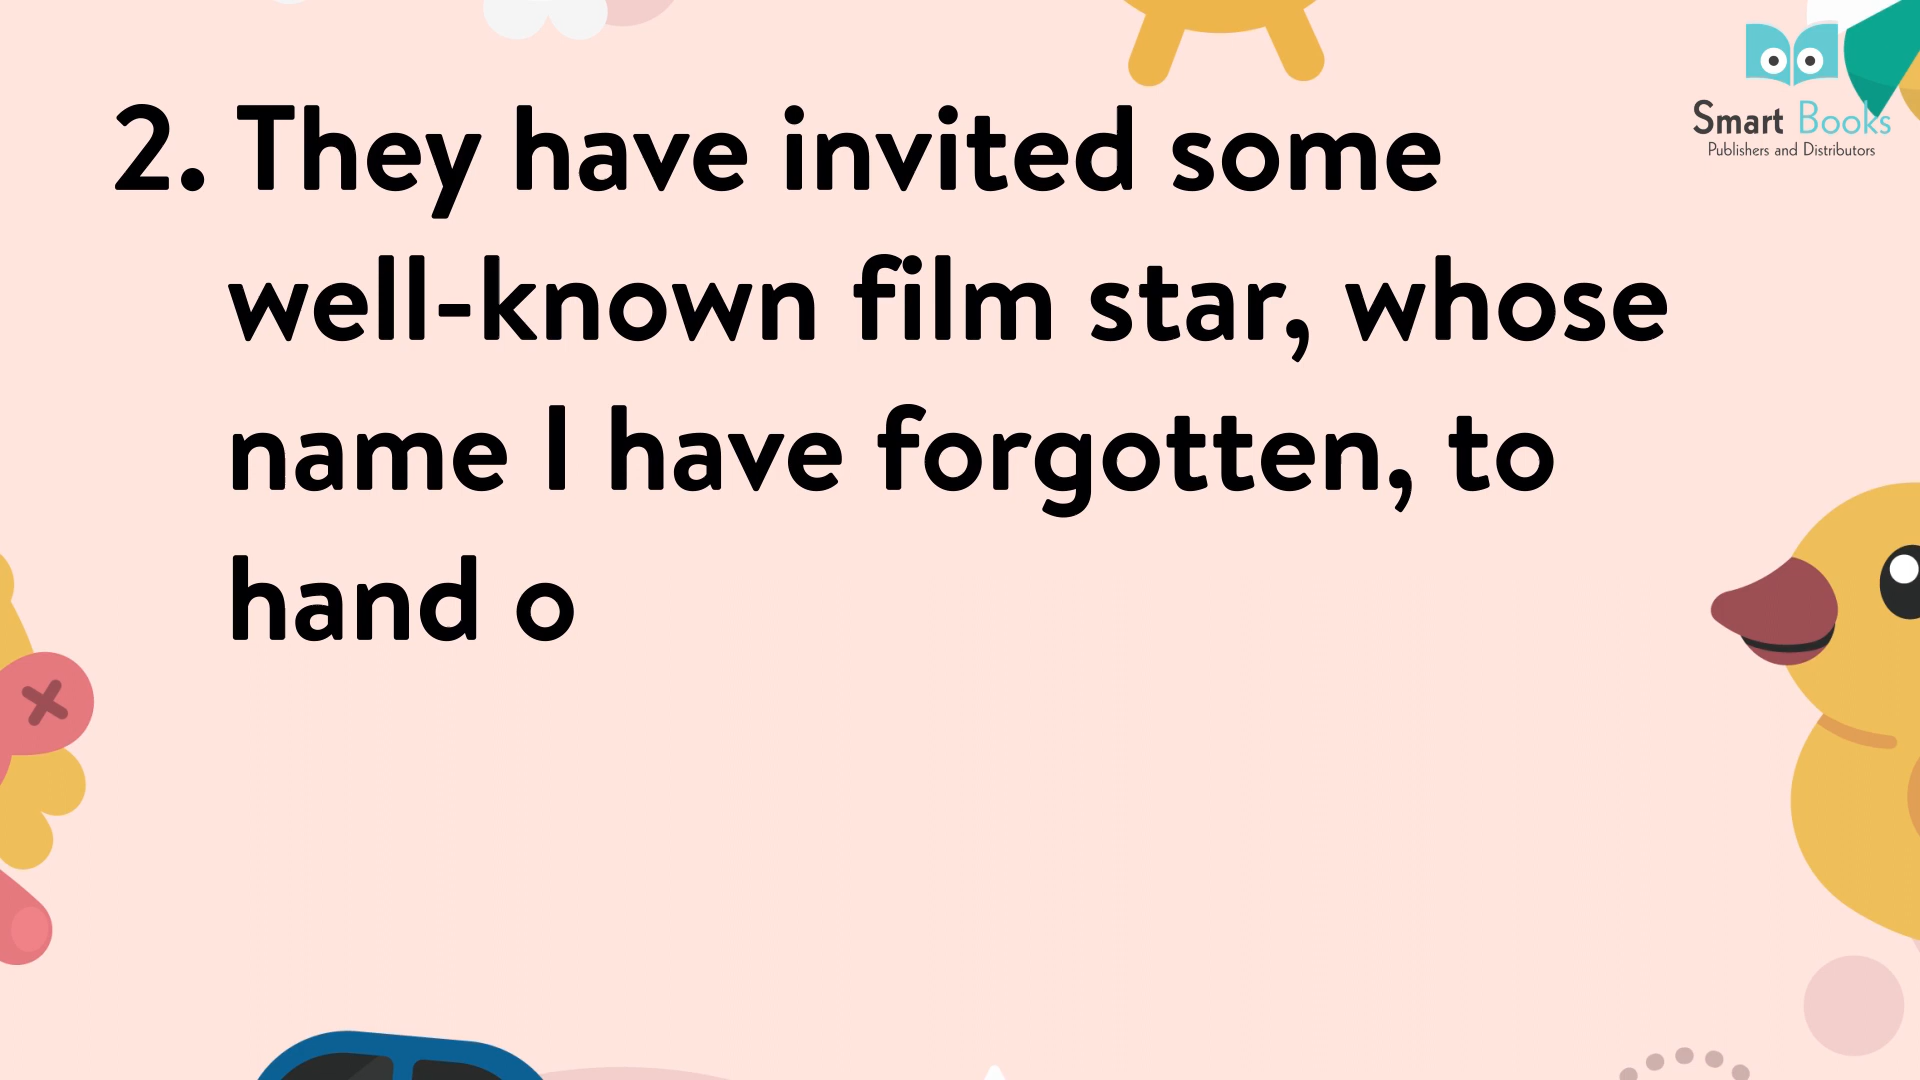 Smart Books
Publishers and Distributors
2. They have invited some
well-known film star, whose
name I have forgotten, to
hand o